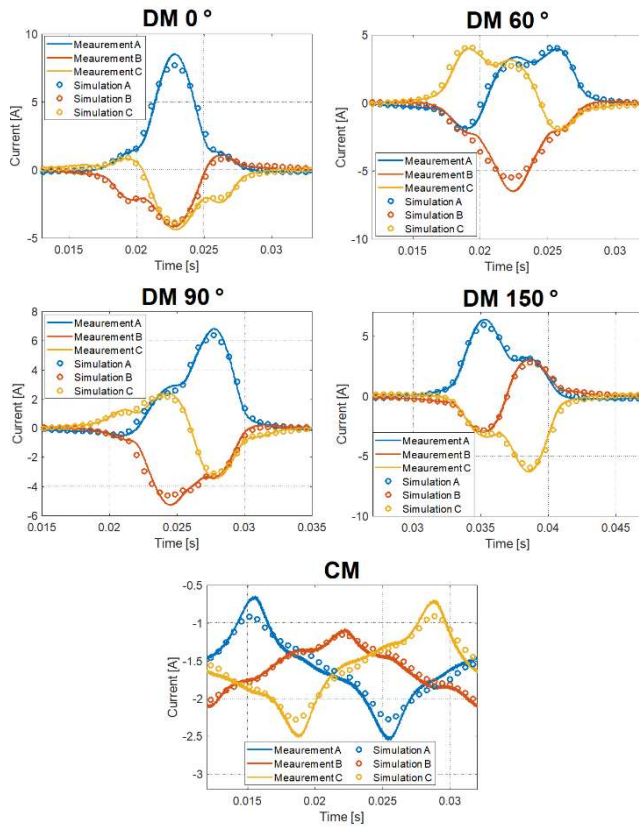 DM 0 °
10
5
0
-5
Current [A]
Meaurement A
Meaurement B
Meaurement C
Simulation A
Simulation B
Simulation C
0.015 0.02 0.025 0.03
Time [s]
DM 60 °
5
0
-5
-10
Current [A]
Meaurement A
Meaurement B
Meaurement C
Simulation A
Simulation B
Simulation C
0.015 0.02 0.025 0.03
Time [s]
DM 90 °
8
6
4
2
0
-2
-4
-6
Current [A]
Meaurement A
Meaurement B
Meaurement C
Simulation A
Simulation B
Simulation C
0.015 0.02 0.025 0.03 0.035
Time [s]
DM 150 °
5
0
-5
-10
Current [A]
Meaurement A
Meaurement B
Meaurement C
Simulation A
Simulation B
Simulation C
0.03 0.035 0.04 0.045
Time [s]
CM
-0.5
-1
-1.5
-2
-2.5
-3
Current [A]
Meaurement A Simulation A
Meaurement B Simulation B
Meaurement C Simulation C
0.015 0.02 0.025 0.03
Time [s]